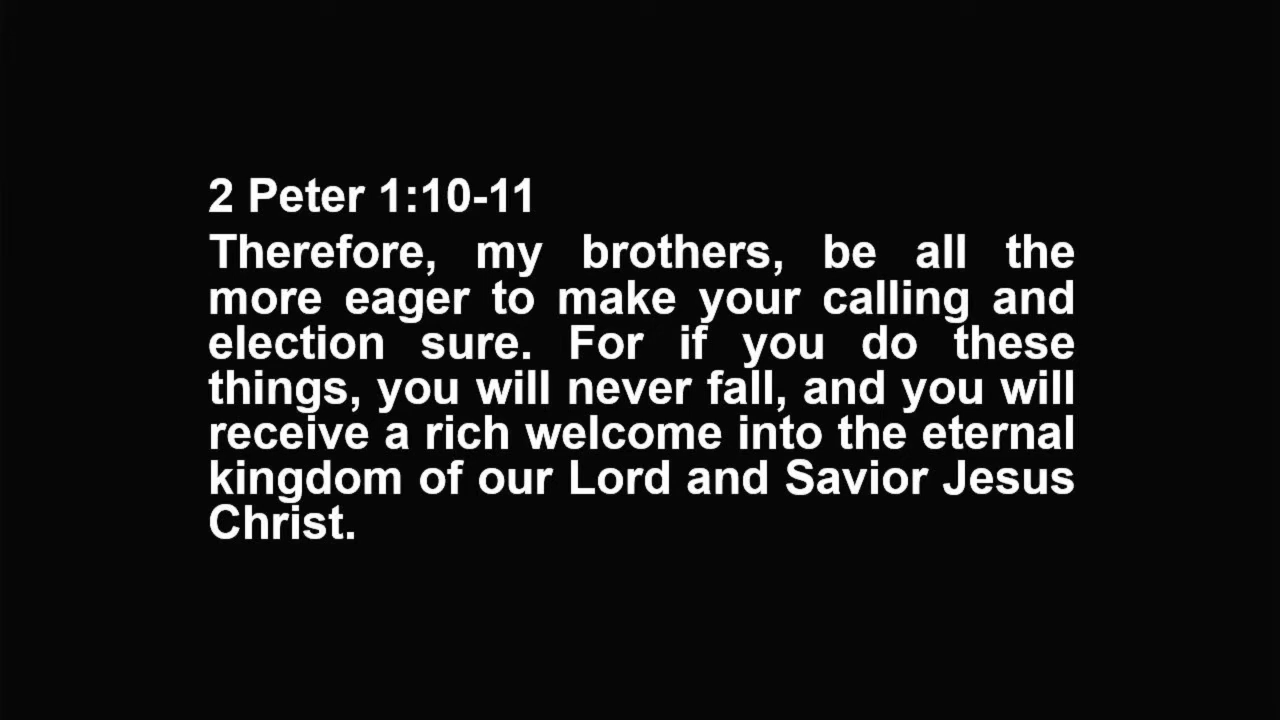 2 Peter 1:10-11
Therefore, my brothers, be all the
more eager to make your calling and
election sure. For if you do these
things, you will never fall, and you will
receive a rich welcome into the eternal
kingdom of our Lord and Savior Jesus
Christ.